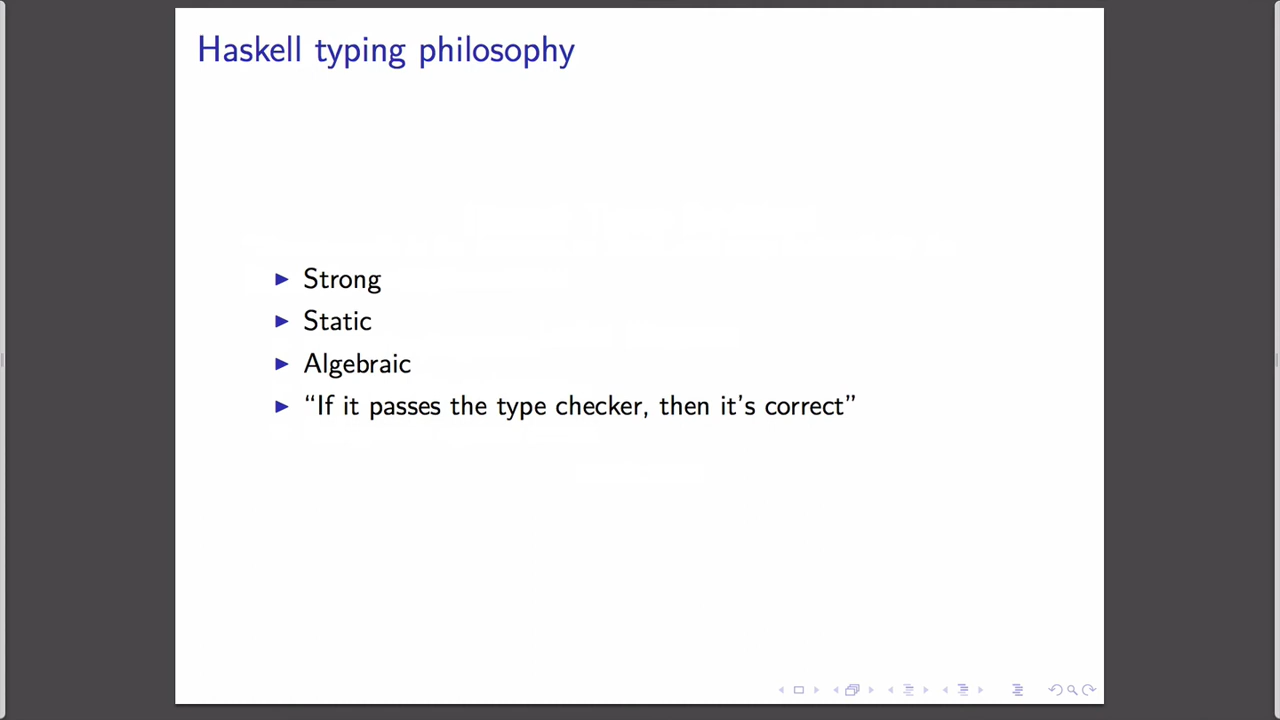 Haskell typing philosophy
Strong
Static
Algebraic
“If it passes the type checker, then it’s correct”